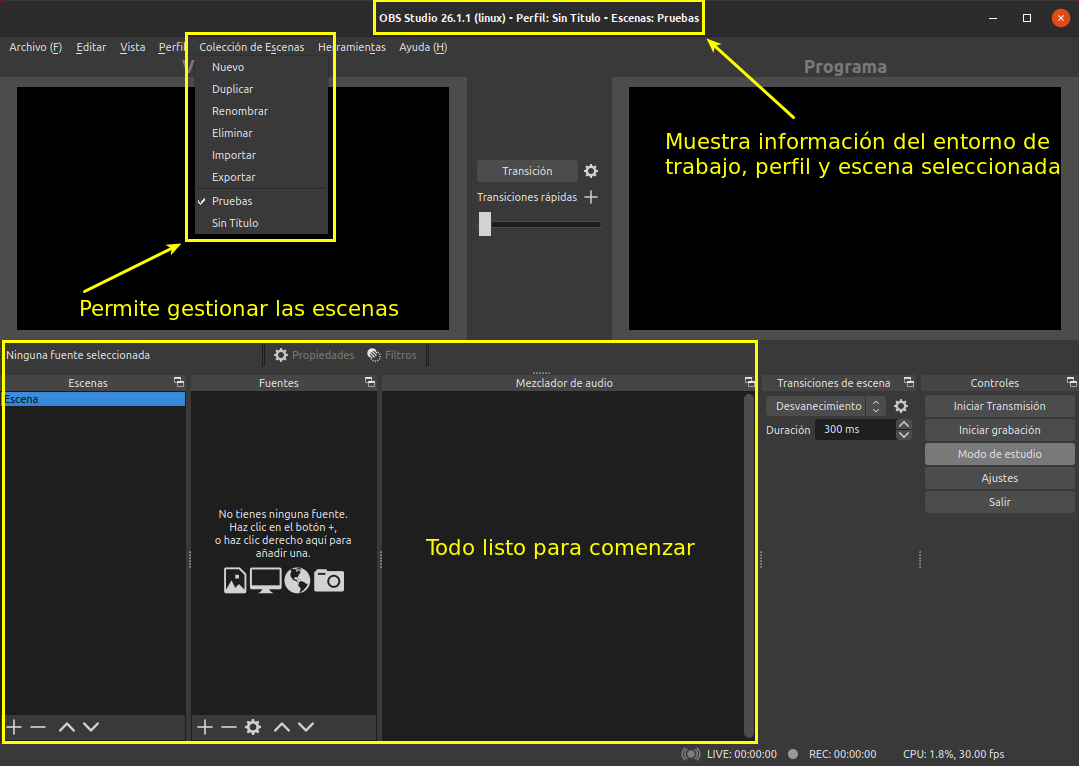 OBS Studio 26.1.1 (linux) - Perfil: Sin Título - Escenas: Pruebas
Archivo (F) Editar Vista Perfil Colección de Escenas Herramientas Ayuda (H)
Nuevo
Duplicar
Renombrar
Eliminar
Importar
Exportar
Pruebas
Sin Título
Permite gestionar las escenas
Transición
Transiciones rápidas
Programa
Muestra información del entorno de
trabajo, perfil y escena seleccionada
Ninguna fuente seleccionada Propiedades Filtros
Escenas
Escena
Fuentes
No tienes ninguna fuente.
Haz clic en el botón +,
o haz clic derecho aquí para
añadir una.
Mezclador de audio
Todo listo para comenzar
Transiciones de escena
Desvanecimiento
Duración 300 ms
Controles
Iniciar Transmisión
Iniciar grabación
Modo de estudio
Ajustes
Salir
LIVE: 00:00:00 REC: 00:00:00 CPU: 1.8%, 30.00 fps